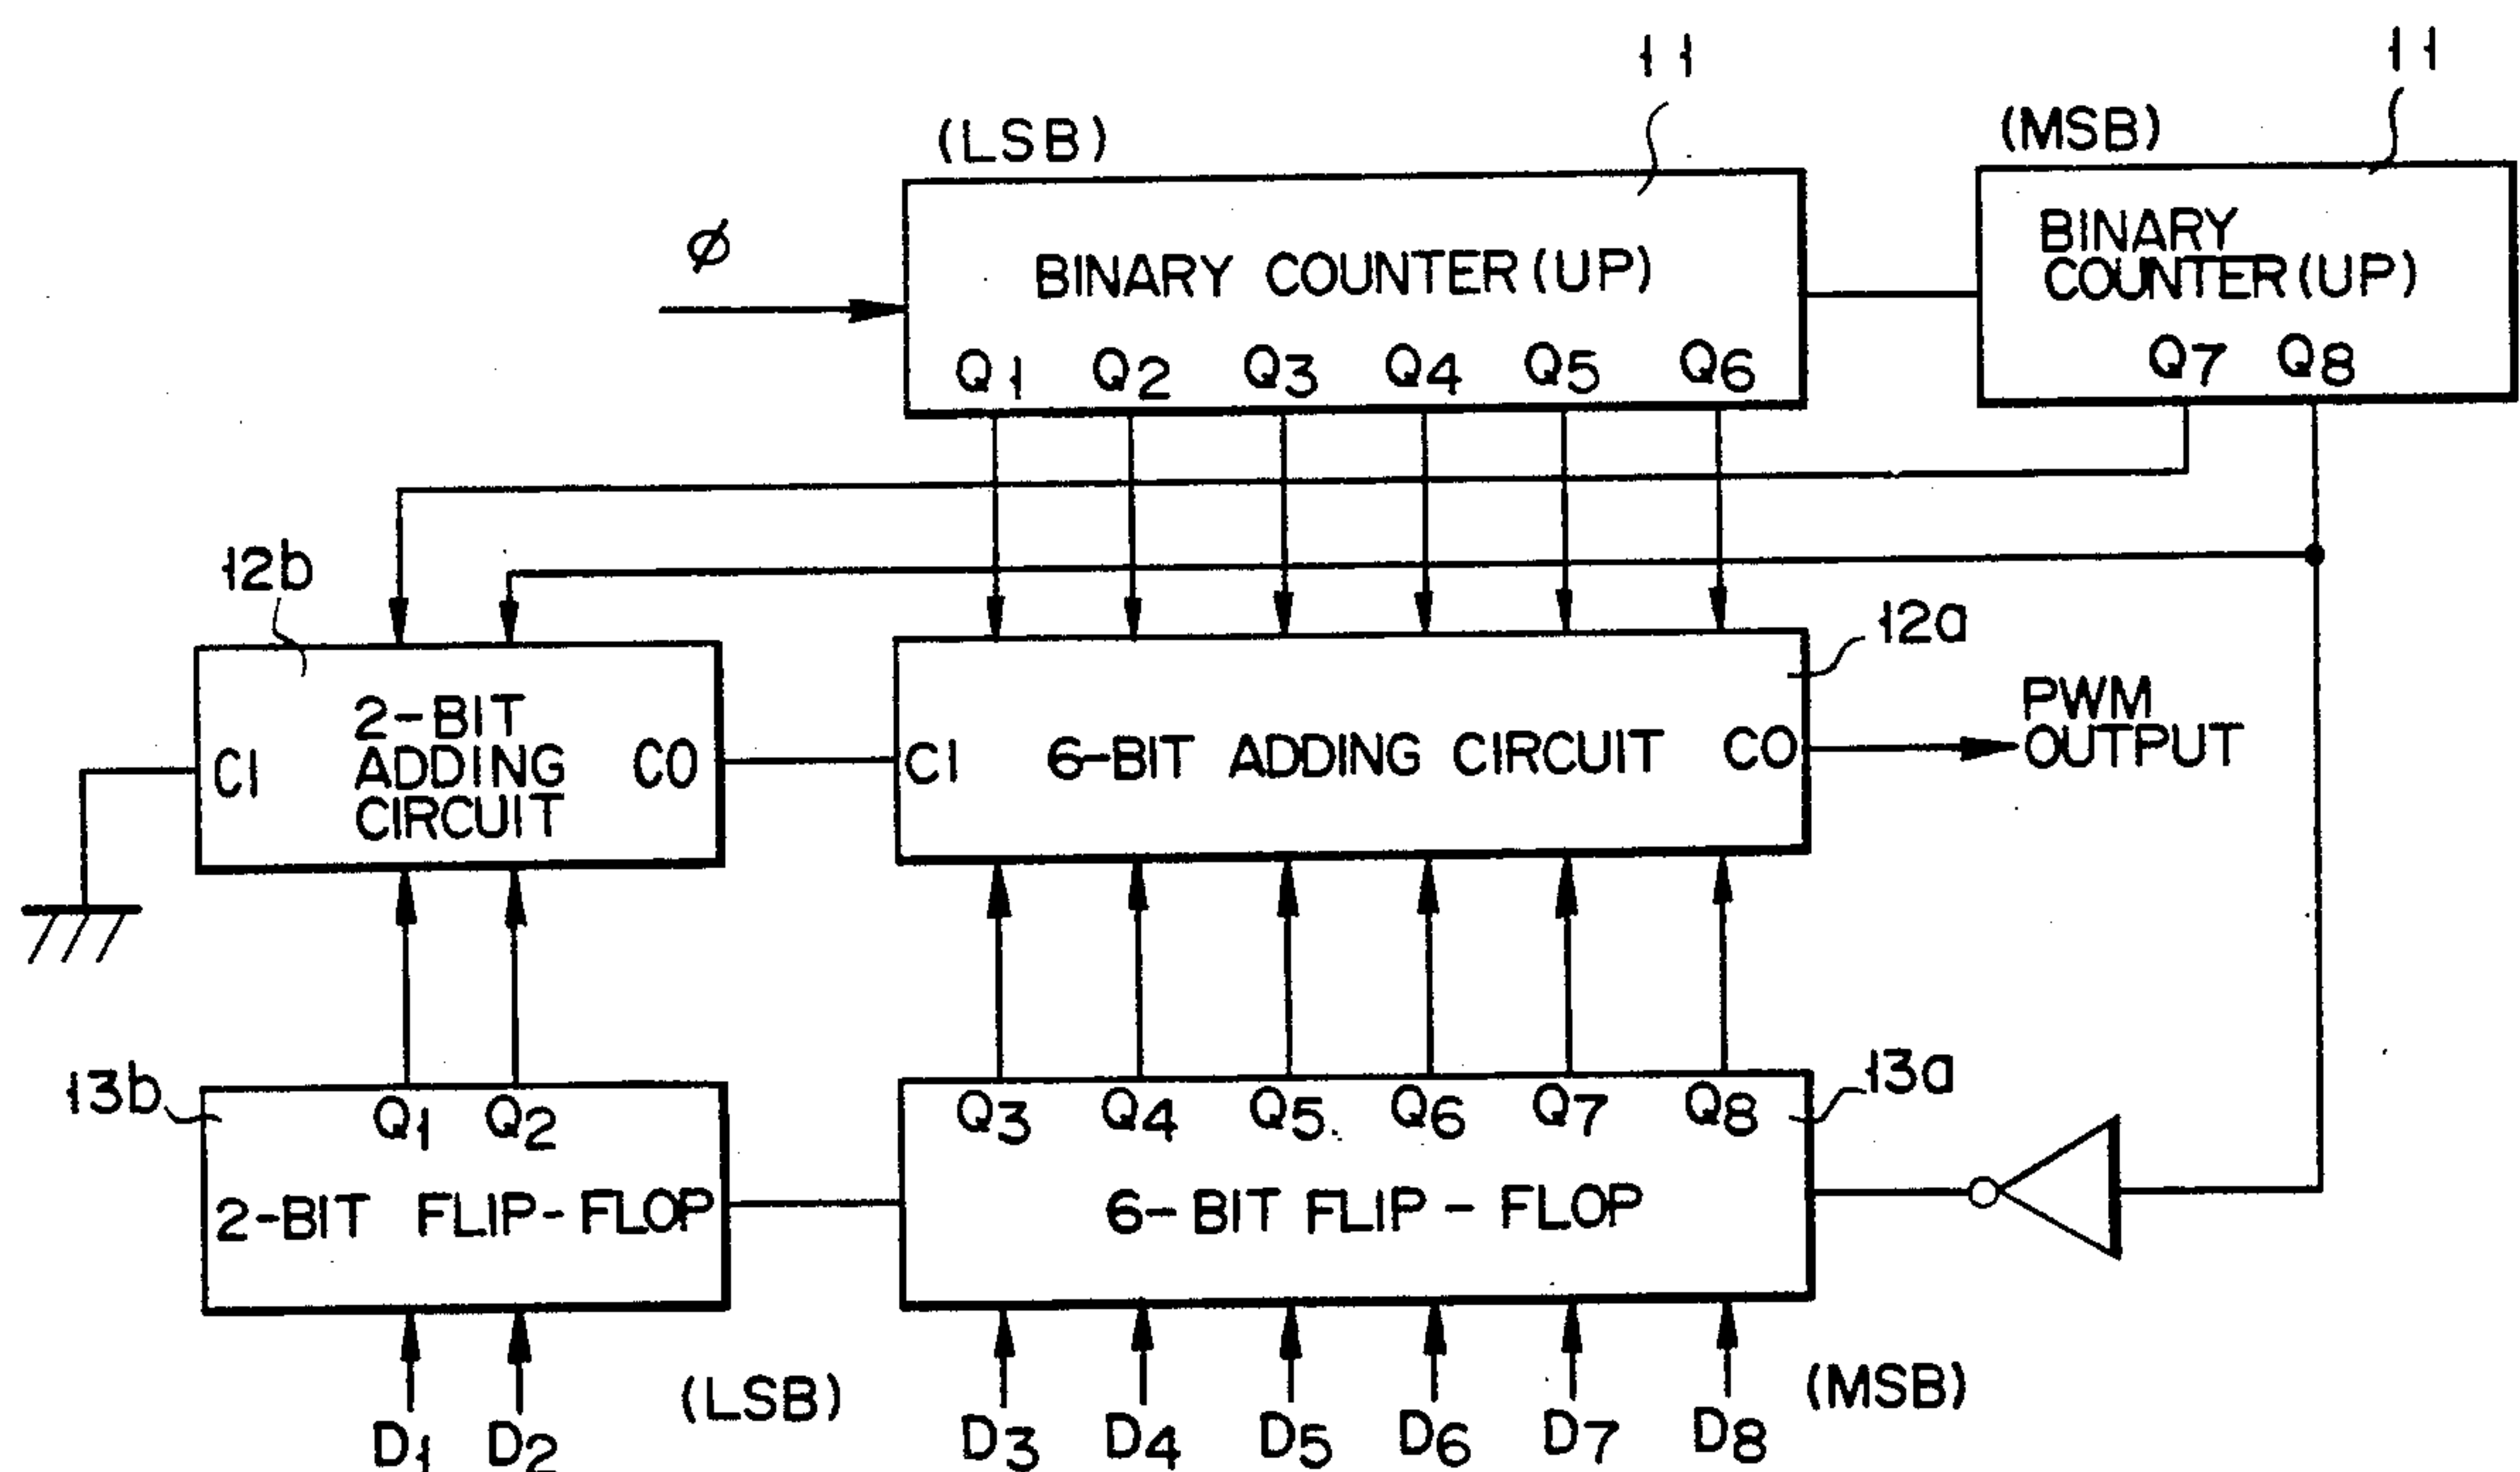 11
11
(LSB)
(MSB)
φ
BINARY COUNTER (UP)
BINARY
COUNTER (UP)
Q1 Q2 Q3 Q4 Q5 Q6
Q7 Q8
12b
12a
2-BIT
ADDING
CIRCUIT
CI
CO
CI 6-BIT ADDING CIRCUIT CO
PWM
OUTPUT
13b
13a
Q1 Q2
Q3 Q4 Q5 Q6 Q7 Q8
2-BIT FLIP-FLOP
6-BIT FLIP-FLOP
(LSB)
(MSB)
D1 D2
D3 D4 D5 D6 D7 D8